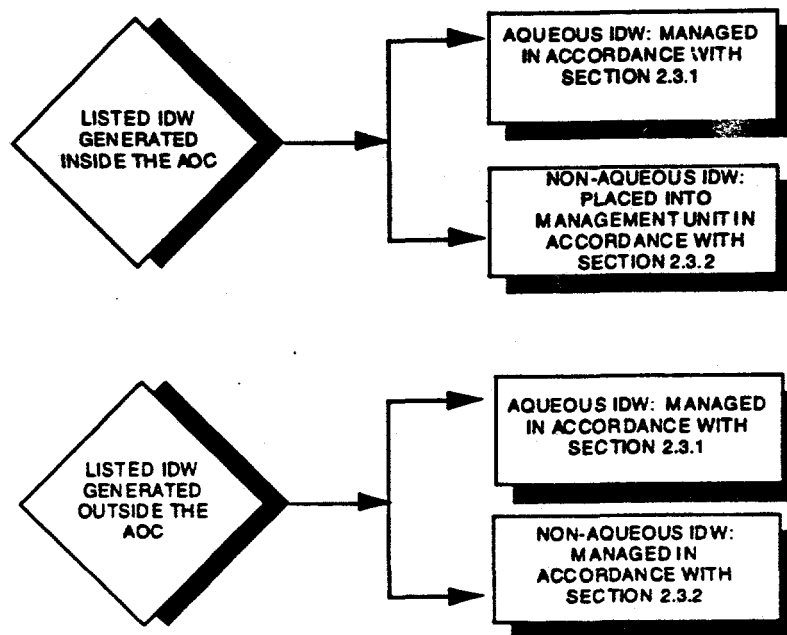 LISTED IDW
GENERATED
INSIDE THE AOC
AQUEOUS IDW: MANAGED
IN ACCORDANCE WITH
SECTION 2.3.1
NON-AQUEOUS IDW:
PLACED INTO
MANAGEMENT UNIT IN
ACCORDANCE WITH
SECTION 2.3.2
LISTED IDW
GENERATED
OUTSIDE THE
AOC
AQUEOUS IDW: MANAGED
IN ACCORDANCE WITH
SECTION 2.3.1
NON-AQUEOUS IDW:
MANAGED IN
ACCORDANCE WITH
SECTION 2.3.2